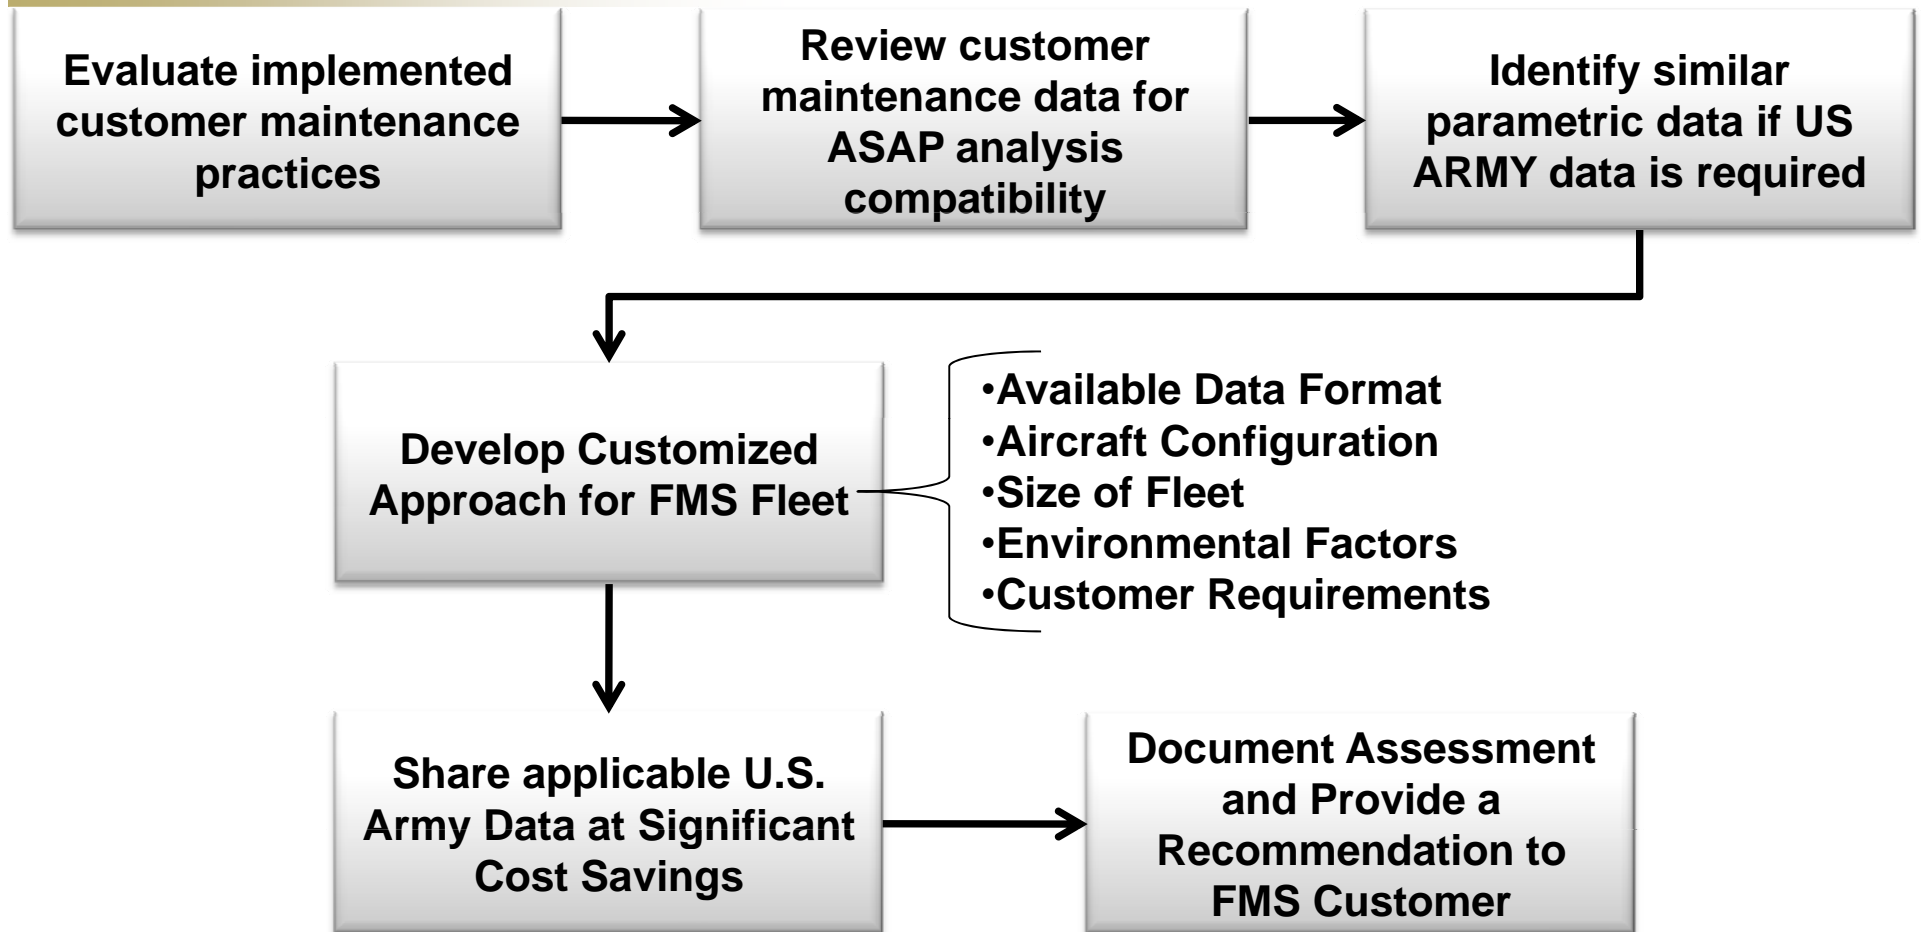 Evaluate implemented
customer maintenance
practices
Review customer
maintenance data for
ASAP analysis
compatibility
Identify similar
parametric data if US
ARMY data is required
Develop Customized
Approach for FMS Fleet
•Available Data Format
•Aircraft Configuration
•Size of Fleet
•Environmental Factors
•Customer Requirements
Share applicable U.S.
Army Data at Significant
Cost Savings
Document Assessment
and Provide a
Recommendation to
FMS Customer